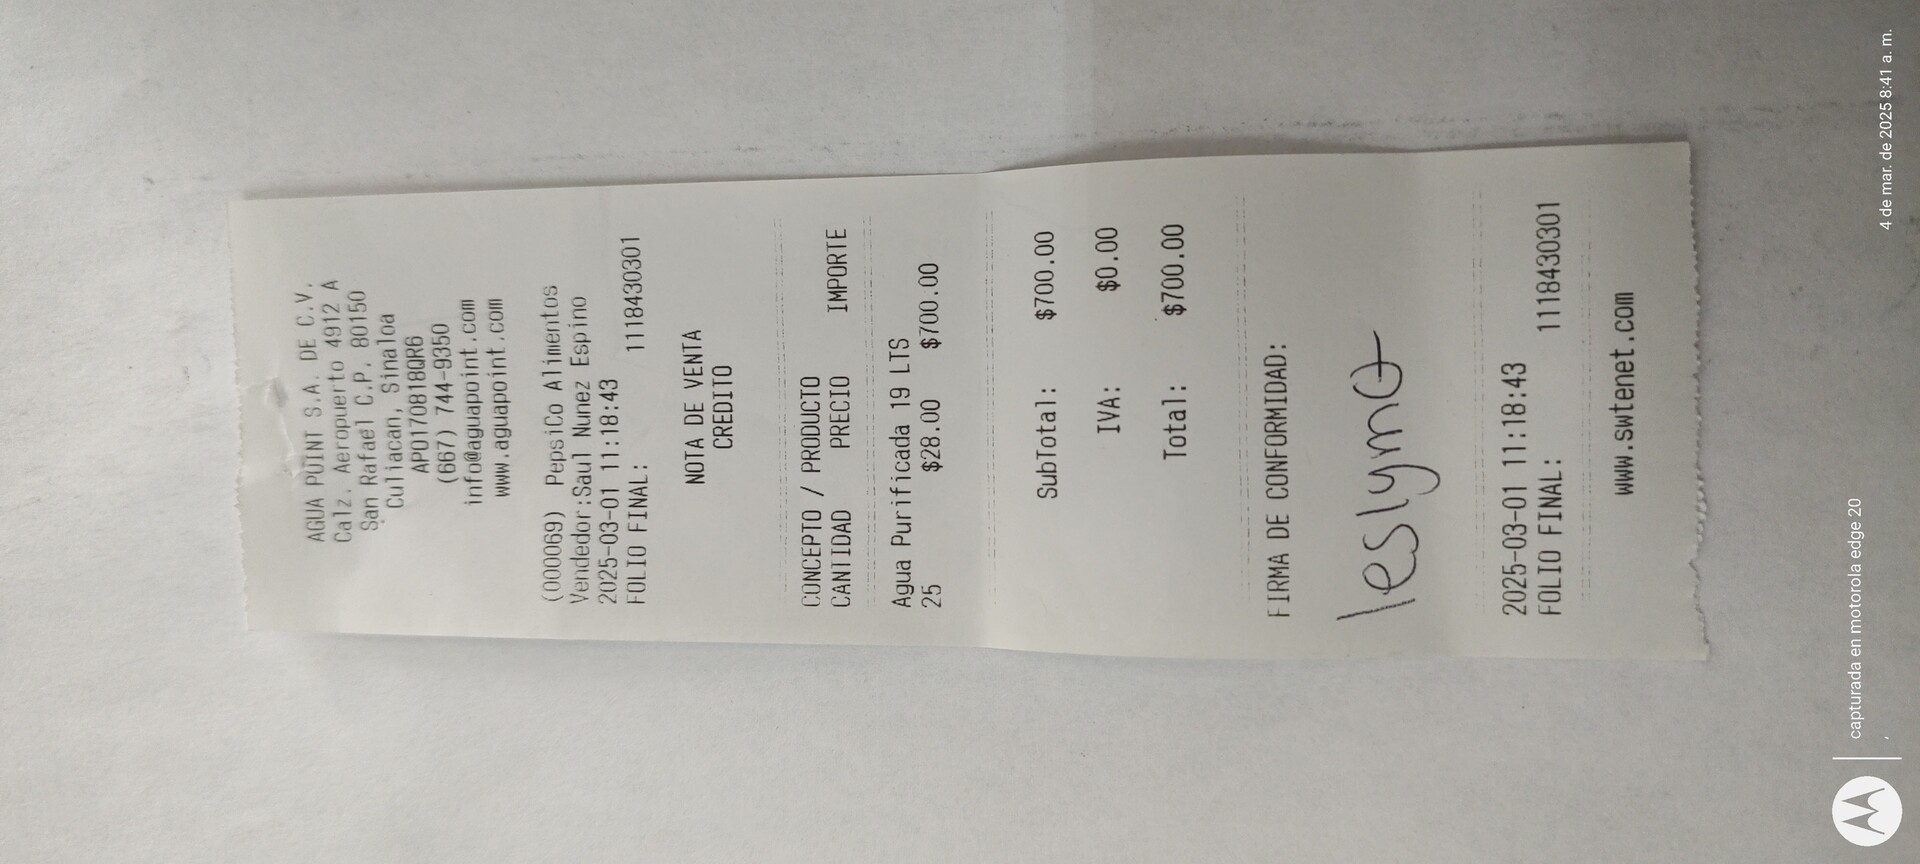 AGUA POINT S.A. DE C.V.
Calz. Aeropuerto 4912 A
San Rafael C.P. 80150
Culiacan, Sinaloa
APO170818QR6
(667) 744-9350
info@aguapoint.com
www.aguapoint.com
(000069) PepsiCo Alimentos
Vendedor:Saul Nunez Espino
2025-03-01 11:18:43
FOLIO FINAL: 111843​0301
NOTA DE VENTA
CREDITO
CONCEPTO / PRODUCTO
CANTIDAD PRECIO IMPORTE
Agua Purificada 19 LTS
25 $28.00 $700.00
SubTotal: $700.00
IVA: $0.00
Total: $700.00
FIRMA DE CONFORMIDAD:
leslyma
2025-03-01 11:18:43
FOLIO FINAL: 1118430301
www.swtenet.com
capturada en motorola edge 20
4 de mar. de 2025 8:41 a. m.